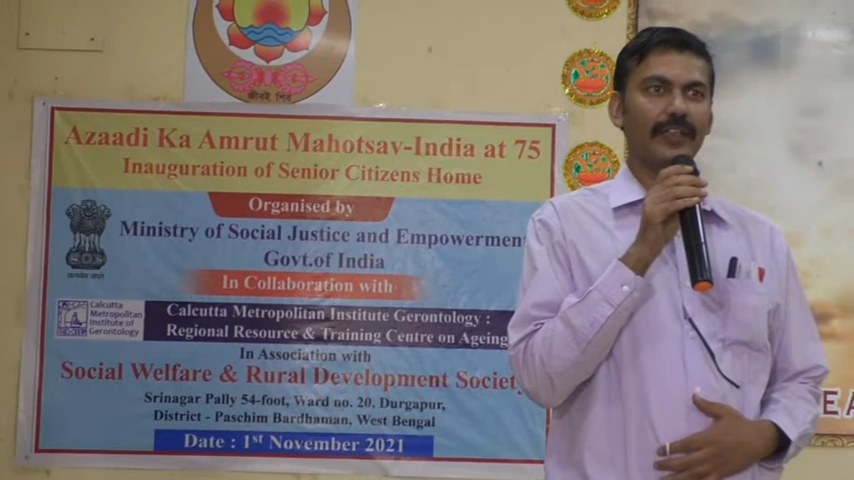 জীবই শিব
Azaadi Ka Amrut Mahotsav-India at 75
Inauguration of Senior Citizens Home
Organised by
Ministry of Social Justice and Empowerment
Govt.of India
In Collaboration with
Calcutta
Metropolitan
Institute of
Gerontology
CALCUTTA Metropolitan Institute of Gerontology :
Regional Resource & Training Centre on Ageing
In Association with
Social Welfare & Rural Development Society
Srinagar Pally 54-foot, Ward no. 20, Durgapur,
District - Paschim Bardhaman, West Bengal
Date : 1st November 2021